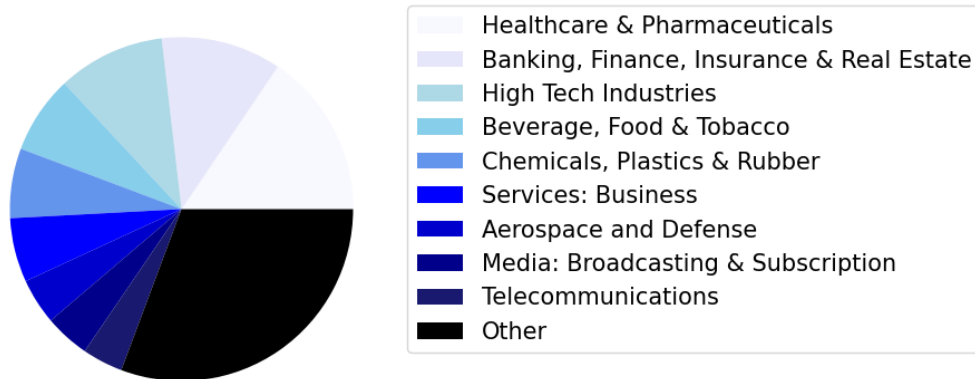 Healthcare & Pharmaceuticals
Banking, Finance, Insurance & Real Estate
High Tech Industries
Beverage, Food & Tobacco
Chemicals, Plastics & Rubber
Services: Business
Aerospace and Defense
Media: Broadcasting & Subscription
Telecommunications
Other